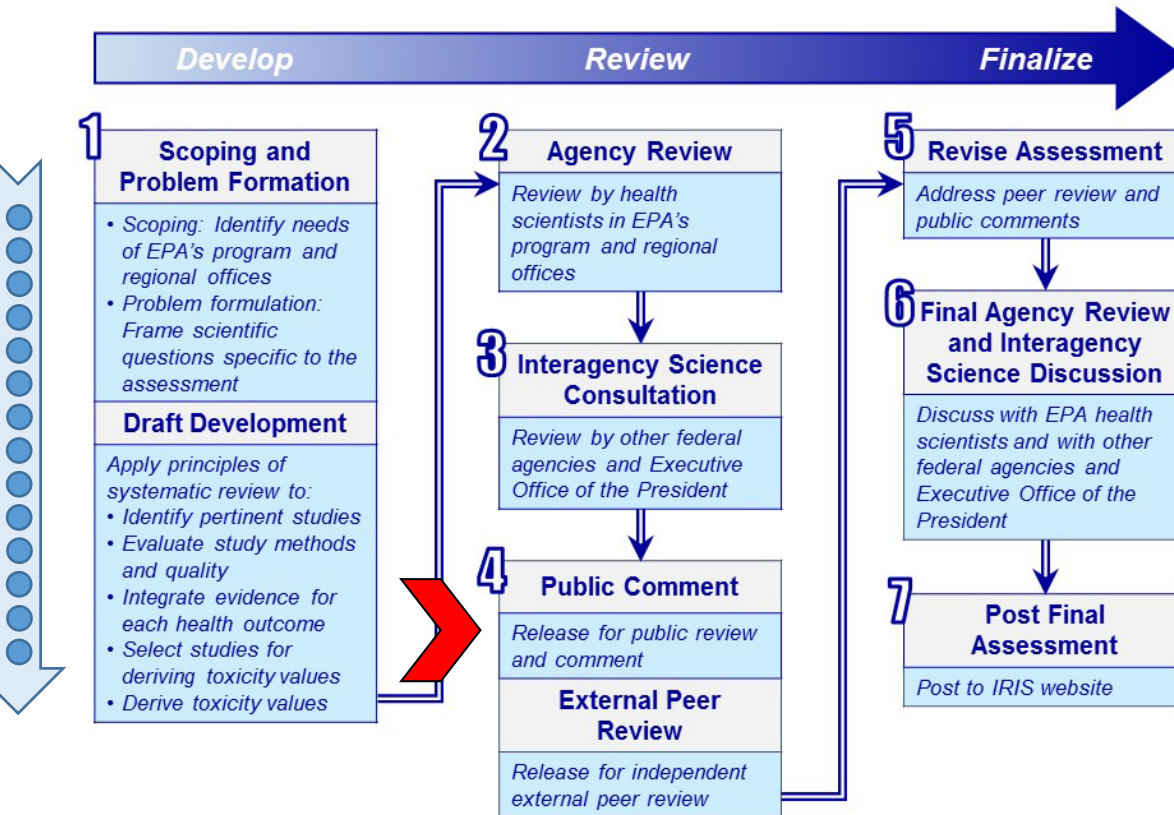 Develop
Review
Finalize
1
Scoping and
Problem Formation
• Scoping: Identify needs
of EPA's program and
regional offices
• Problem formulation:
Frame scientific
questions specific to the
assessment
Draft Development
Apply principles of
systematic review to:
• Identify pertinent studies
• Evaluate study methods
and quality
• Integrate evidence for
each health outcome
• Select studies for
deriving toxicity values
• Derive toxicity values
2
Agency Review
Review by health
scientists in EPA's
program and regional
offices
3
Interagency Science
Consultation
Review by other federal
agencies and Executive
Office of the President
4
Public Comment
Release for public review
and comment
External Peer
Review
Release for independent
external peer review
5
Revise Assessment
Address peer review and
public comments
6
Final Agency Review
and Interagency
Science Discussion
Discuss with EPA health
scientists and with other
federal agencies and
Executive Office of the
President
7
Post Final
Assessment
Post to IRIS website